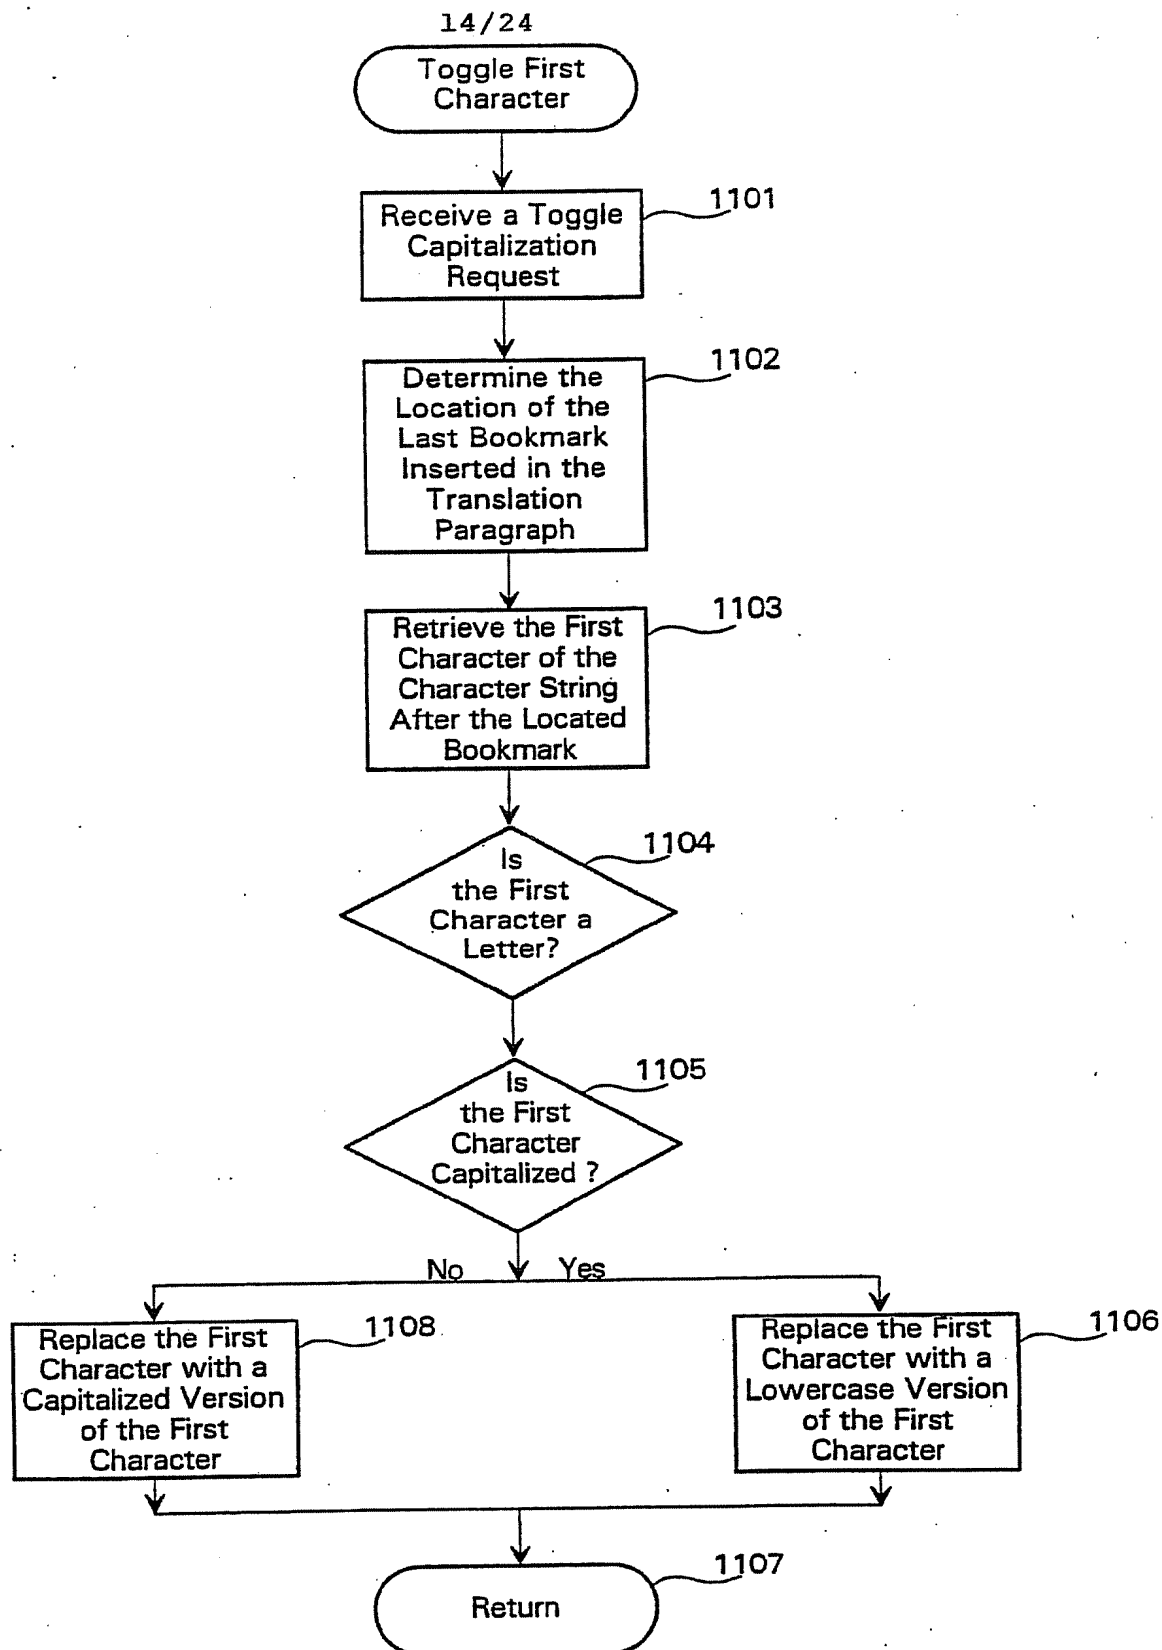 14/24
Toggle First
Character
1101
Receive a Toggle
Capitalization
Request
1102
Determine the
Location of the
Last Bookmark
Inserted in the
Translation
Paragraph
1103
Retrieve the First
Character of the
Character String
After the Located
Bookmark
1104
Is
the First
Character a
Letter?
1105
Is
the First
Character
Capitalized ?
No Yes
1108
Replace the First
Character with a
Capitalized Version
of the First
Character
1106
Replace the First
Character with a
Lowercase Version
of the First
Character
1107
Return